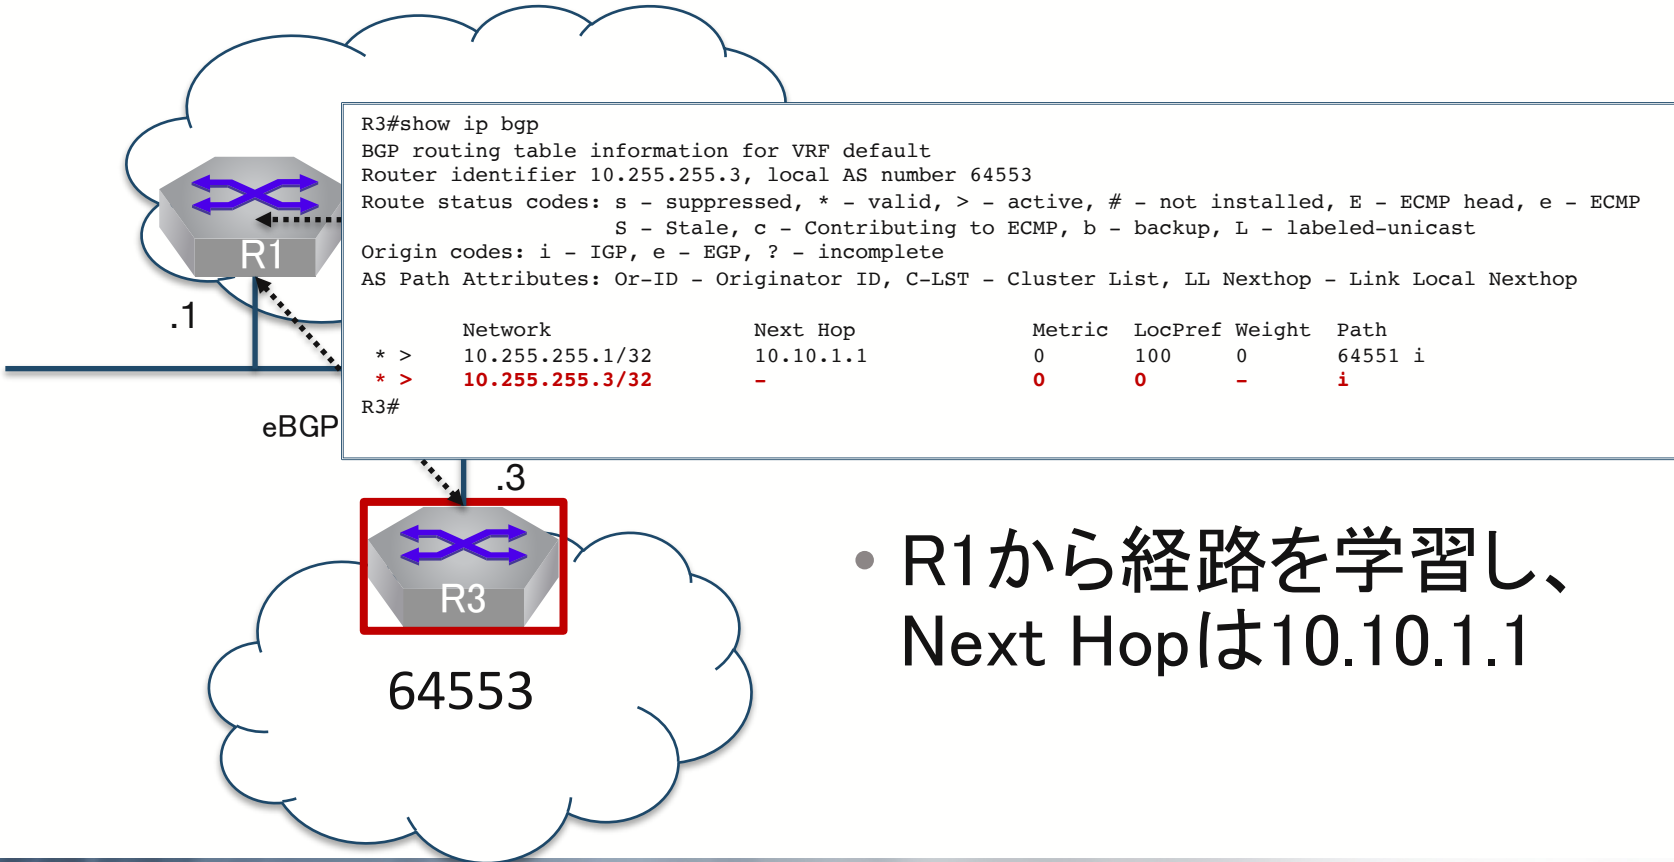 R3#show ip bgp
BGP routing table information for VRF default
Router identifier 10.255.255.3, local AS number 64553
Route status codes: s - suppressed, * - valid, > - active, # - not installed, E - ECMP head, e - ECMP
S - Stale, c - Contributing to ECMP, b - backup, L - labeled-unicast
Origin codes: i - IGP, e - EGP, ? - incomplete
AS Path Attributes: Or-ID - Originator ID, C-LST - Cluster List, LL Nexthop - Link Local Nexthop
Network Next Hop Metric LocPref Weight Path
* > 10.255.255.1/32 10.10.1.1 0 100 0 64551 i
* > 10.255.255.3/32 - 0 0 - i
R3#
R1
.1
eBGP
.3
R3
64553
• R1から経路を学習し、
Next Hopは10.10.1.1